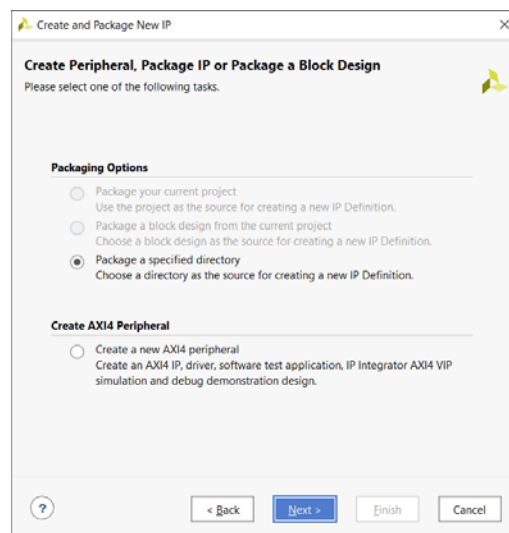 Create and Package New IP
Create Peripheral, Package IP or Package a Block Design
Please select one of the following tasks.
Packaging Options
Package your current project
Use the project as the source for creating a new IP Definition.
Package a block design from the current project
Choose a block design as the source for creating a new IP Definition.
Package a specified directory
Choose a directory as the source for creating a new IP Definition.
Create AXI4 Peripheral
Create a new AXI4 peripheral
Create an AXI4 IP, driver, software test application, IP Integrator AXI4 VIP
simulation and debug demonstration design.
? < Back Next > Finish Cancel